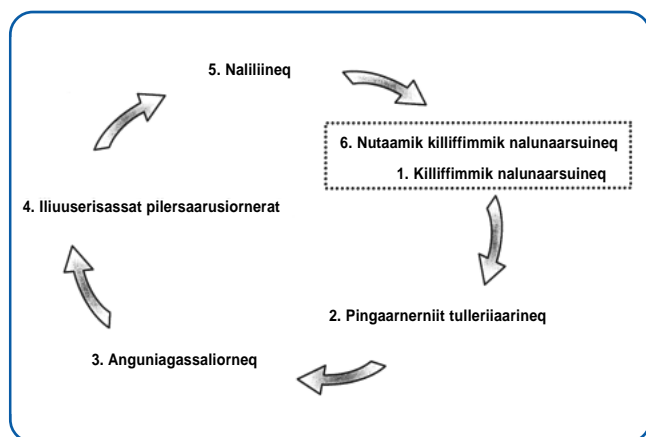 5. Naliliineq
6. Nutaamik killiffimmik nalunaarsuineq
1. Killiffimmik nalunaarsuineq
4. Iliuuserisassat pilersaarusiornerat
2. Pingaarnerniit tulleriiaarineq
3. Anguniagassaliorneq